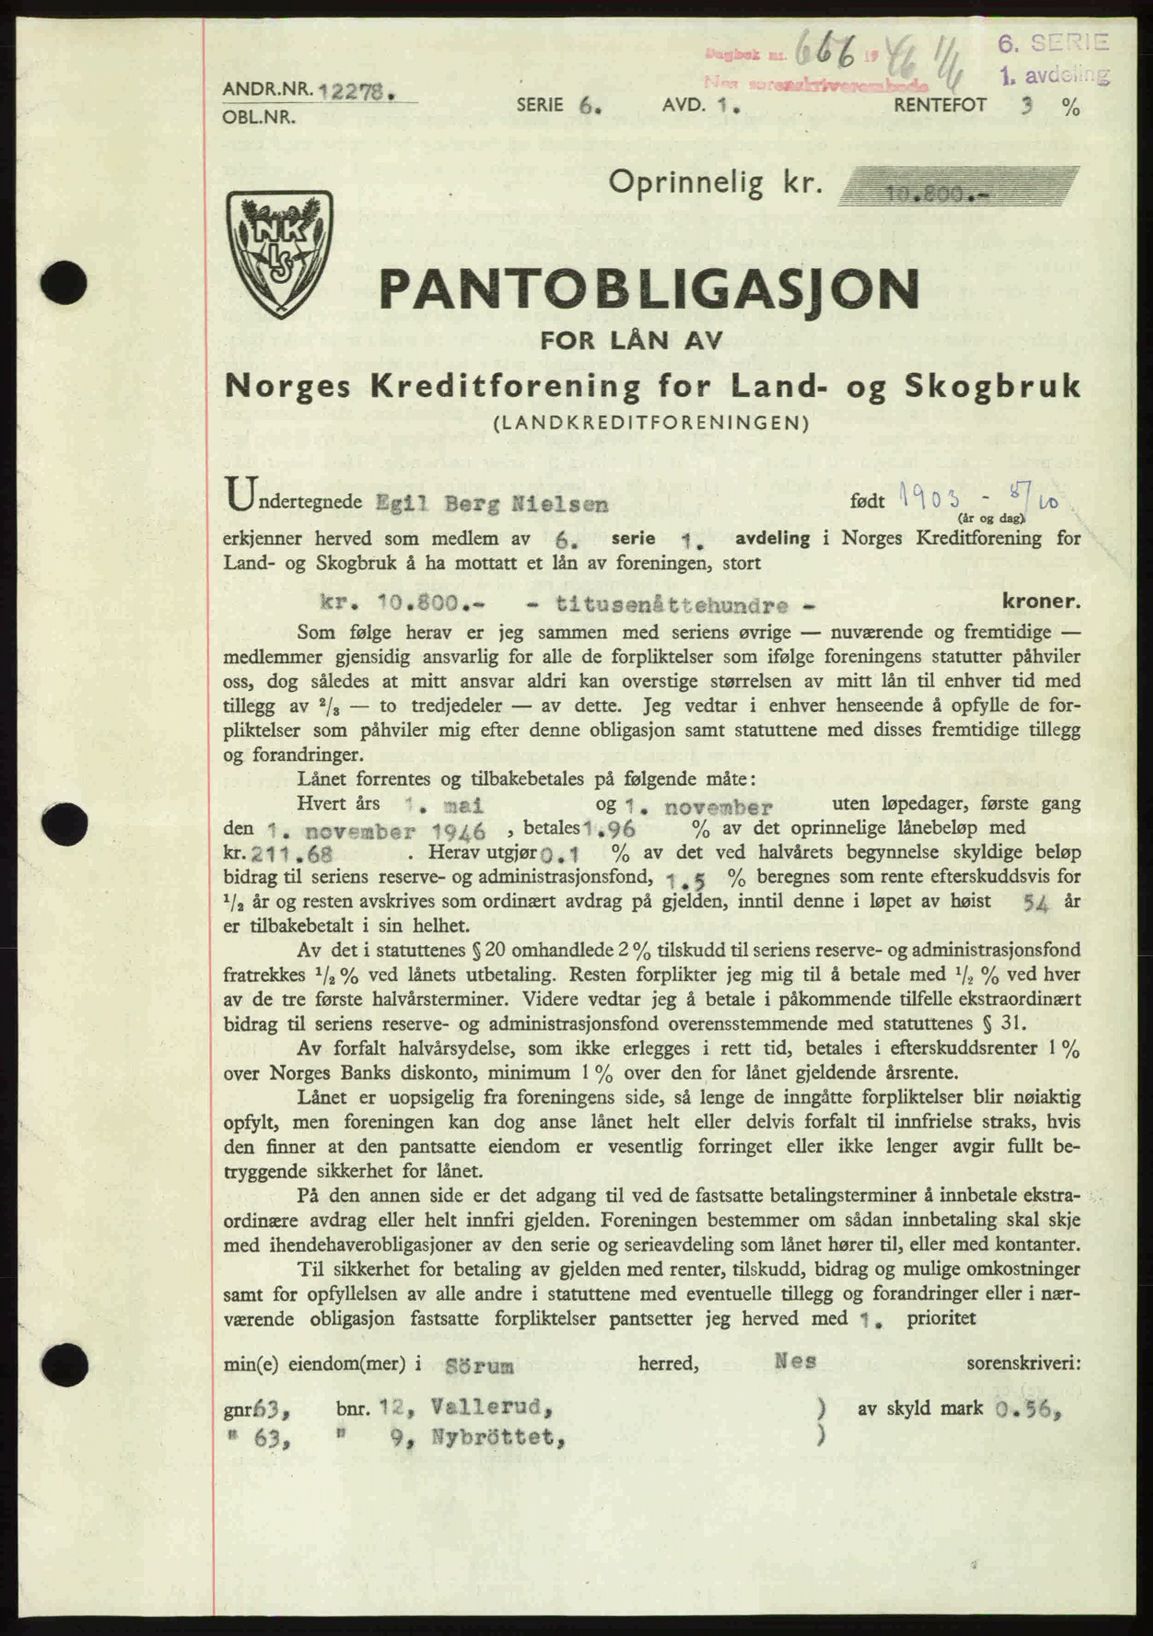 Dagbok nr. 666 1946 11/6
Nes sorenskriverembede
6. SERIE
1. avdeling
ANDR.NR. 12278.
OBL.NR.
SERIE 6. AVD. 1. RENTEFOT 3 %
Oprinnelig kr. 10.800.-
NK
LS
PANTOBLIGASJON
FOR LÅN AV
Norges Kreditforening for Land- og Skogbruk
(LANDKREDITFORENINGEN)
Undertegnede Egil Berg Nielsen født 1903 - 8/10
(år og dag)
erkjenner herved som medlem av 6. serie 1. avdeling i Norges Kreditforening for
Land- og Skogbruk å ha mottatt et lån av foreningen, stort
kr. 10.800.- - titusenåttehundre - kroner.
Som følge herav er jeg sammen med seriens øvrige — nuværende og fremtidige —
medlemmer gjensidig ansvarlig for alle de forpliktelser som ifølge foreningens statutter påhviler
oss, dog således at mitt ansvar aldri kan overstige størrelsen av mitt lån til enhver tid med
tillegg av 2/3 — to tredjedeler — av dette. Jeg vedtar i enhver henseende å opfylle de for-
pliktelser som påhviler mig efter denne obligasjon samt statuttene med disses fremtidige tillegg
og forandringer.
Lånet forrentes og tilbakebetales på følgende måte:
Hvert års 1. mai og 1. november uten løpedager, første gang
den 1. november 1946 , betales 1.96 % av det oprinnelige lånebeløp med
kr. 211.68 . Herav utgjør 0.1 % av det ved halvårets begynnelse skyldige beløp
bidrag til seriens reserve- og administrasjonsfond, 1.5 % beregnes som rente efterskuddsvis for
1/2 år og resten avskrives som ordinært avdrag på gjelden, inntil denne i løpet av høist 54 år
er tilbakebetalt i sin helhet.
Av det i statuttenes § 20 omhandlede 2 % tilskudd til seriens reserve- og administrasjonsfond
fratrekkes 1/2 % ved lånets utbetaling. Resten forplikter jeg mig til å betale med 1/2 % ved hver
av de tre første halvårsterminer. Videre vedtar jeg å betale i påkommende tilfelle ekstraordinært
bidrag til seriens reserve- og administrasjonsfond overensstemmende med statuttenes § 31.
Av forfalt halvårsydelse, som ikke erlegges i rett tid, betales i efterskuddsrenter 1 %
over Norges Banks diskonto, minimum 1 % over den for lånet gjeldende årsrente.
Lånet er uopsigelig fra foreningens side, så lenge de inngåtte forpliktelser blir nøiaktig
opfylt, men foreningen kan dog anse lånet helt eller delvis forfalt til innfrielse straks, hvis
den finner at den pantsatte eiendom er vesentlig forringet eller ikke lenger avgir fullt be-
tryggende sikkerhet for lånet.
På den annen side er det adgang til ved de fastsatte betalingsterminer å innbetale ekstra-
ordinære avdrag eller helt innfri gjelden. Foreningen bestemmer om sådan innbetaling skal skje
med ihendehaverobligasjoner av den serie og serieavdeling som lånet hører til, eller med kontanter.
Til sikkerhet for betaling av gjelden med renter, tilskudd, bidrag og mulige omkostninger
samt for opfyllelsen av alle andre i statuttene med eventuelle tillegg og forandringer eller i nær-
værende obligasjon fastsatte forpliktelser pantsetter jeg herved med 1. prioritet
min(e) eiendom(mer) i Sörum herred, Nes sorenskriveri:
gnr. 63, bnr. 12, Vallerud, ) av skyld mark 0.56,
" 63, " 9, Nybröttet, )